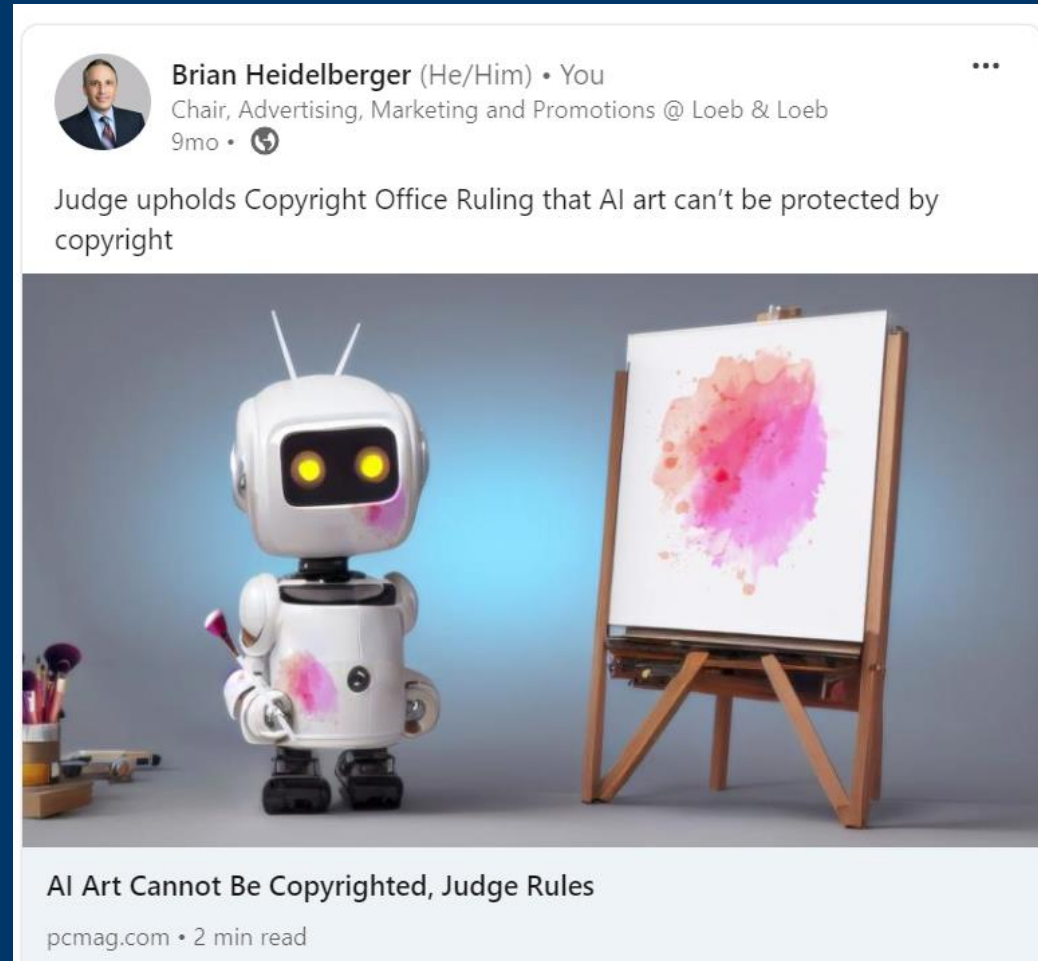 Brian Heidelberger (He/Him) • You
Chair, Advertising, Marketing and Promotions @ Loeb & Loeb
9mo •
Judge upholds Copyright Office Ruling that AI art can’t be protected by
copyright
AI Art Cannot Be Copyrighted, Judge Rules
pcmag.com • 2 min read